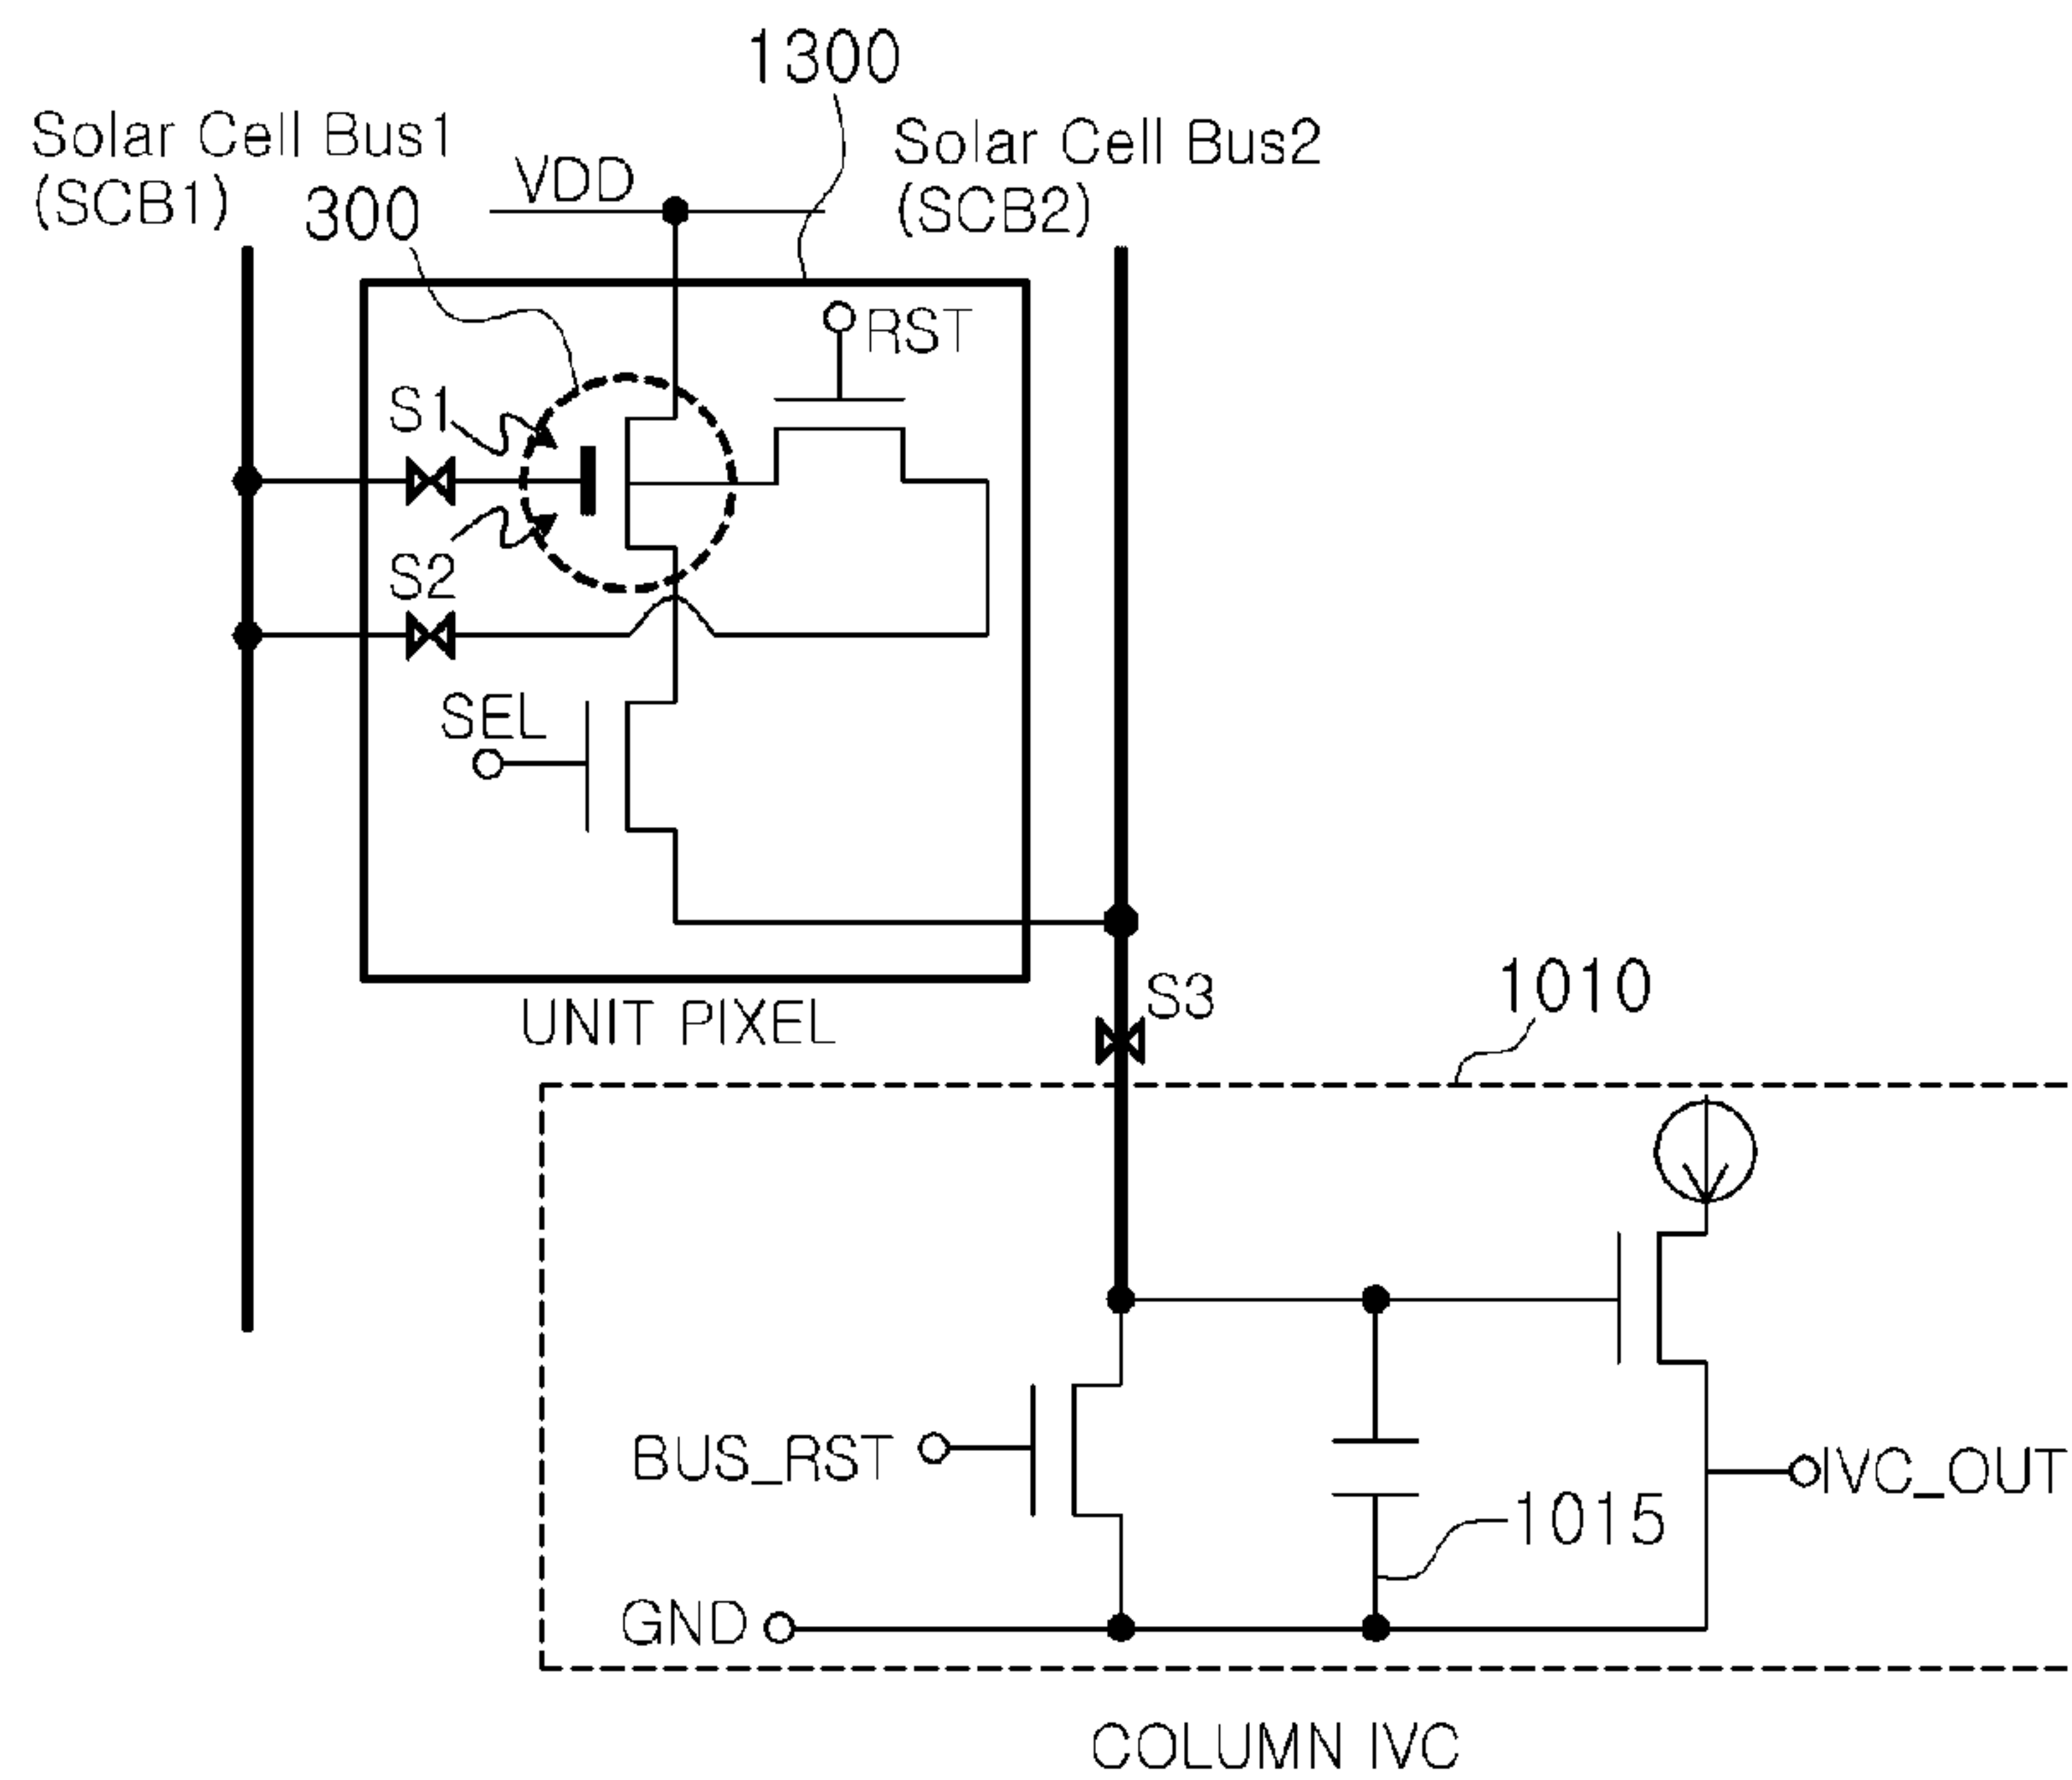 1300
Solar Cell Bus1
(SCB1)
Solar Cell Bus2
(SCB2)
VDD
300
RST
S1
S2
SEL
UNIT PIXEL
S3
1010
BUS_RST
IVC_OUT
1015
GND
COLUMN IVC